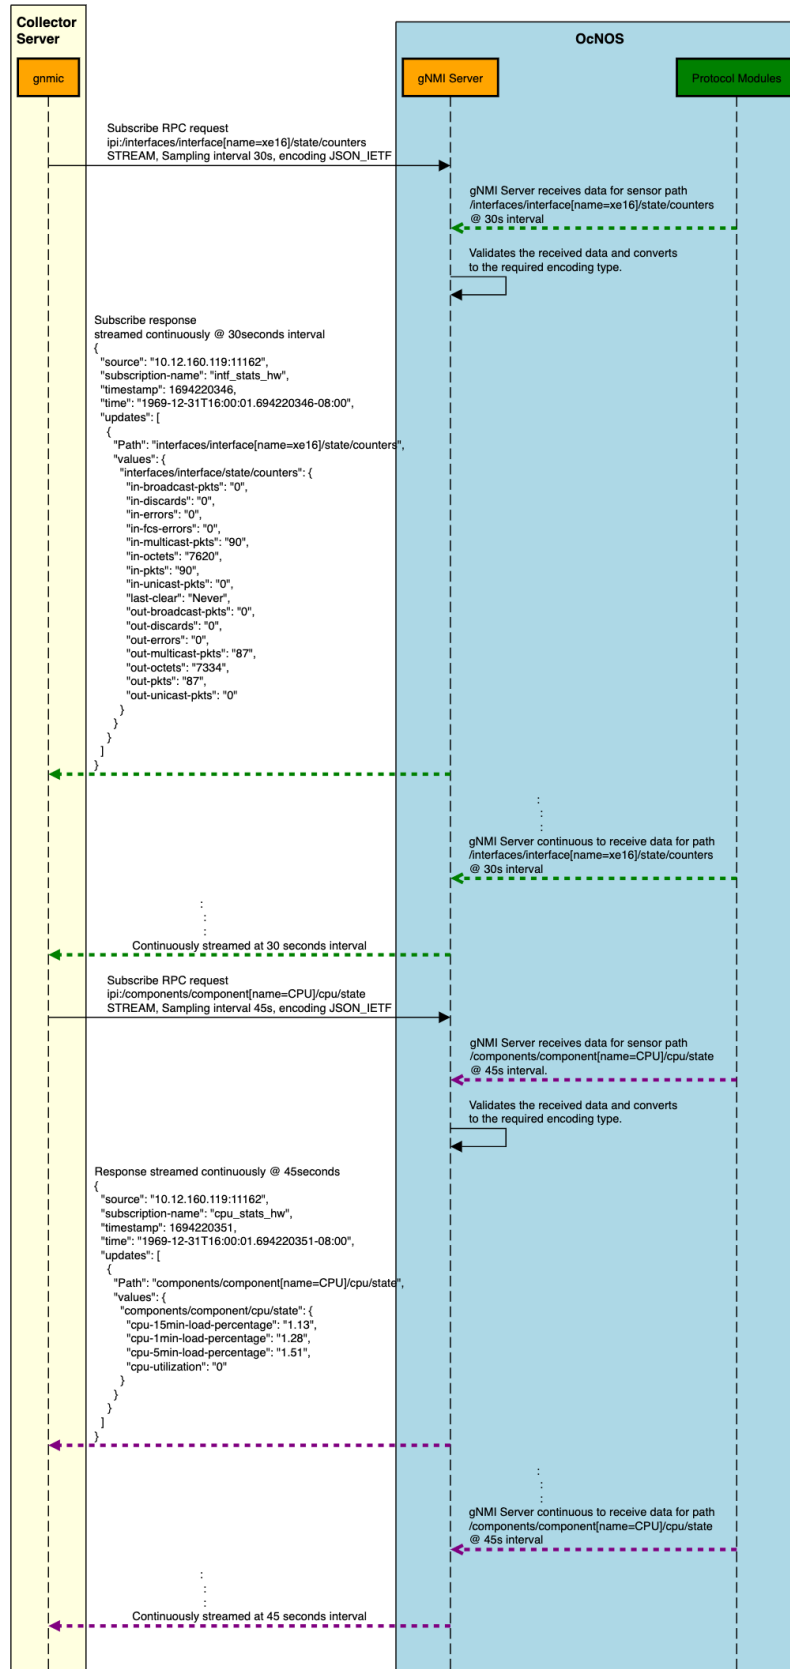 Collector
Server
OcNOS
gnmic
gNMI Server
Protocol Modules
Subscribe RPC request
ipi:/interfaces/interface[name=xe16]/state/counters
STREAM, Sampling interval 30s, encoding JSON_IETF
gNMI Server receives data for sensor path
/interfaces/interface[name=xe16]/state/counters
@ 30s interval
Validates the received data and converts
to the required encoding type.
Subscribe response
streamed continuously @ 30seconds interval
{
"source": "10.12.160.119:11162",
"subscription-name": "intf_stats_hw",
"timestamp": 1694220346,
"time": "1969-12-31T16:00:01.694220346-08:00",
"updates": [
{
"Path": "interfaces/interface[name=xe16]/state/counters",
"values": {
"interfaces/interface/state/counters": {
"in-broadcast-pkts": "0",
"in-discards": "0",
"in-errors": "0",
"in-fcs-errors": "0",
"in-multicast-pkts": "90",
"in-octets": "7620",
"in-pkts": "90",
"in-unicast-pkts": "0",
"last-clear": "Never",
"out-broadcast-pkts": "0",
"out-discards": "0",
"out-errors": "0",
"out-multicast-pkts": "87",
"out-octets": "7334",
"out-pkts": "87",
"out-unicast-pkts": "0"
}
}
}
]
}
:
:
:
gNMI Server continuous to receive data for path
/interfaces/interface[name=xe16]/state/counters
@ 30s interval
:
:
:
Continuously streamed at 30 seconds interval
Subscribe RPC request
ipi:/components/component[name=CPU]/cpu/state
STREAM, Sampling interval 45s, encoding JSON_IETF
gNMI Server receives data for sensor path
/components/component[name=CPU]/cpu/state
@ 45s interval.
Validates the received data and converts
to the required encoding type.
Response streamed continuously @ 45seconds
{
"source": "10.12.160.119:11162",
"subscription-name": "cpu_stats_hw",
"timestamp": 1694220351,
"time": "1969-12-31T16:00:01.694220351-08:00",
"updates": [
{
"Path": "components/component[name=CPU]/cpu/state",
"values": {
"components/component/cpu/state": {
"cpu-15min-load-percentage": "1.13",
"cpu-1min-load-percentage": "1.28",
"cpu-5min-load-percentage": "1.51",
"cpu-utilization": "0"
}
}
}
]
}
:
:
:
gNMI Server continuous to receive data for path
/components/component[name=CPU]/cpu/state
@ 45s interval
:
:
:
Continuously streamed at 45 seconds interval